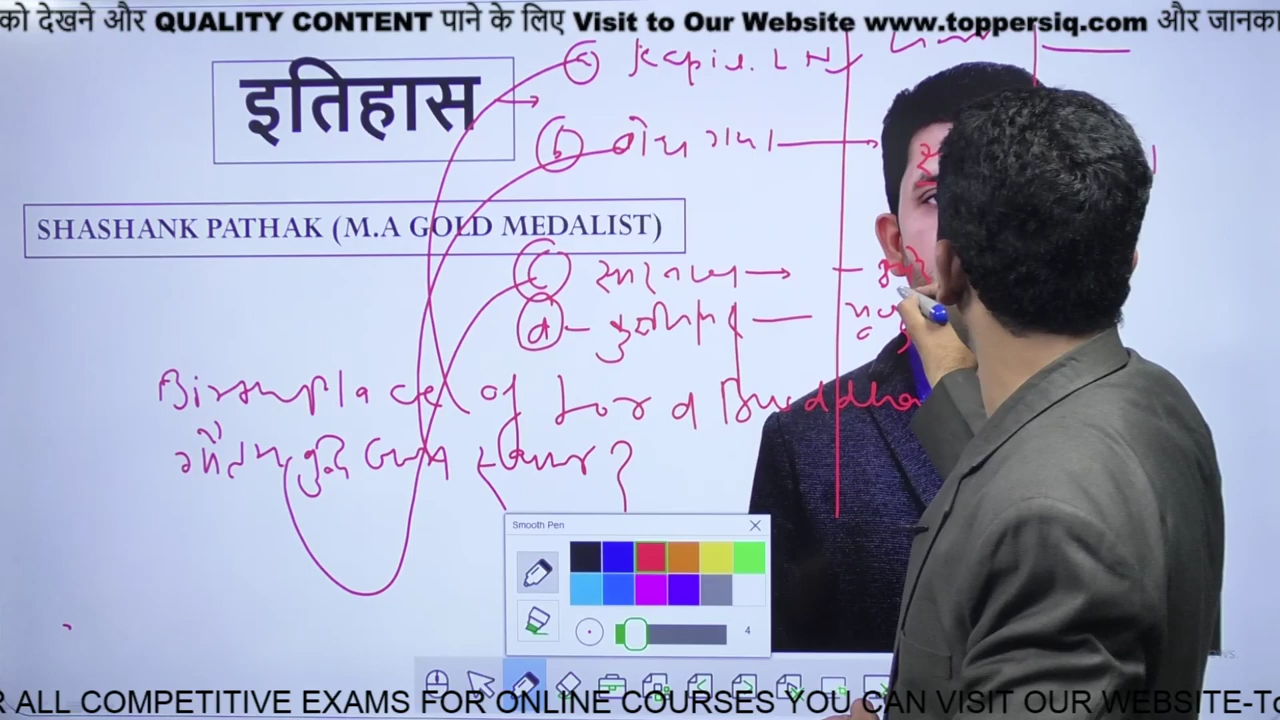 को देखने और QUALITY CONTENT पाने के लिए Visit to Our Website www.toppersiq.com और जानका
इतिहास
SHASHANK PATHAK (M.A GOLD MEDALIST)
a
b बोध गया
c सारनाथ
d कुशीनगर
Birthplace of Lord Buddha
गौतम बुद्ध जन्म स्थान ?
Smooth Pen
4
R ALL COMPETITIVE EXAMS FOR ONLINE COURSES YOU CAN VISIT OUR WEBSITE-To